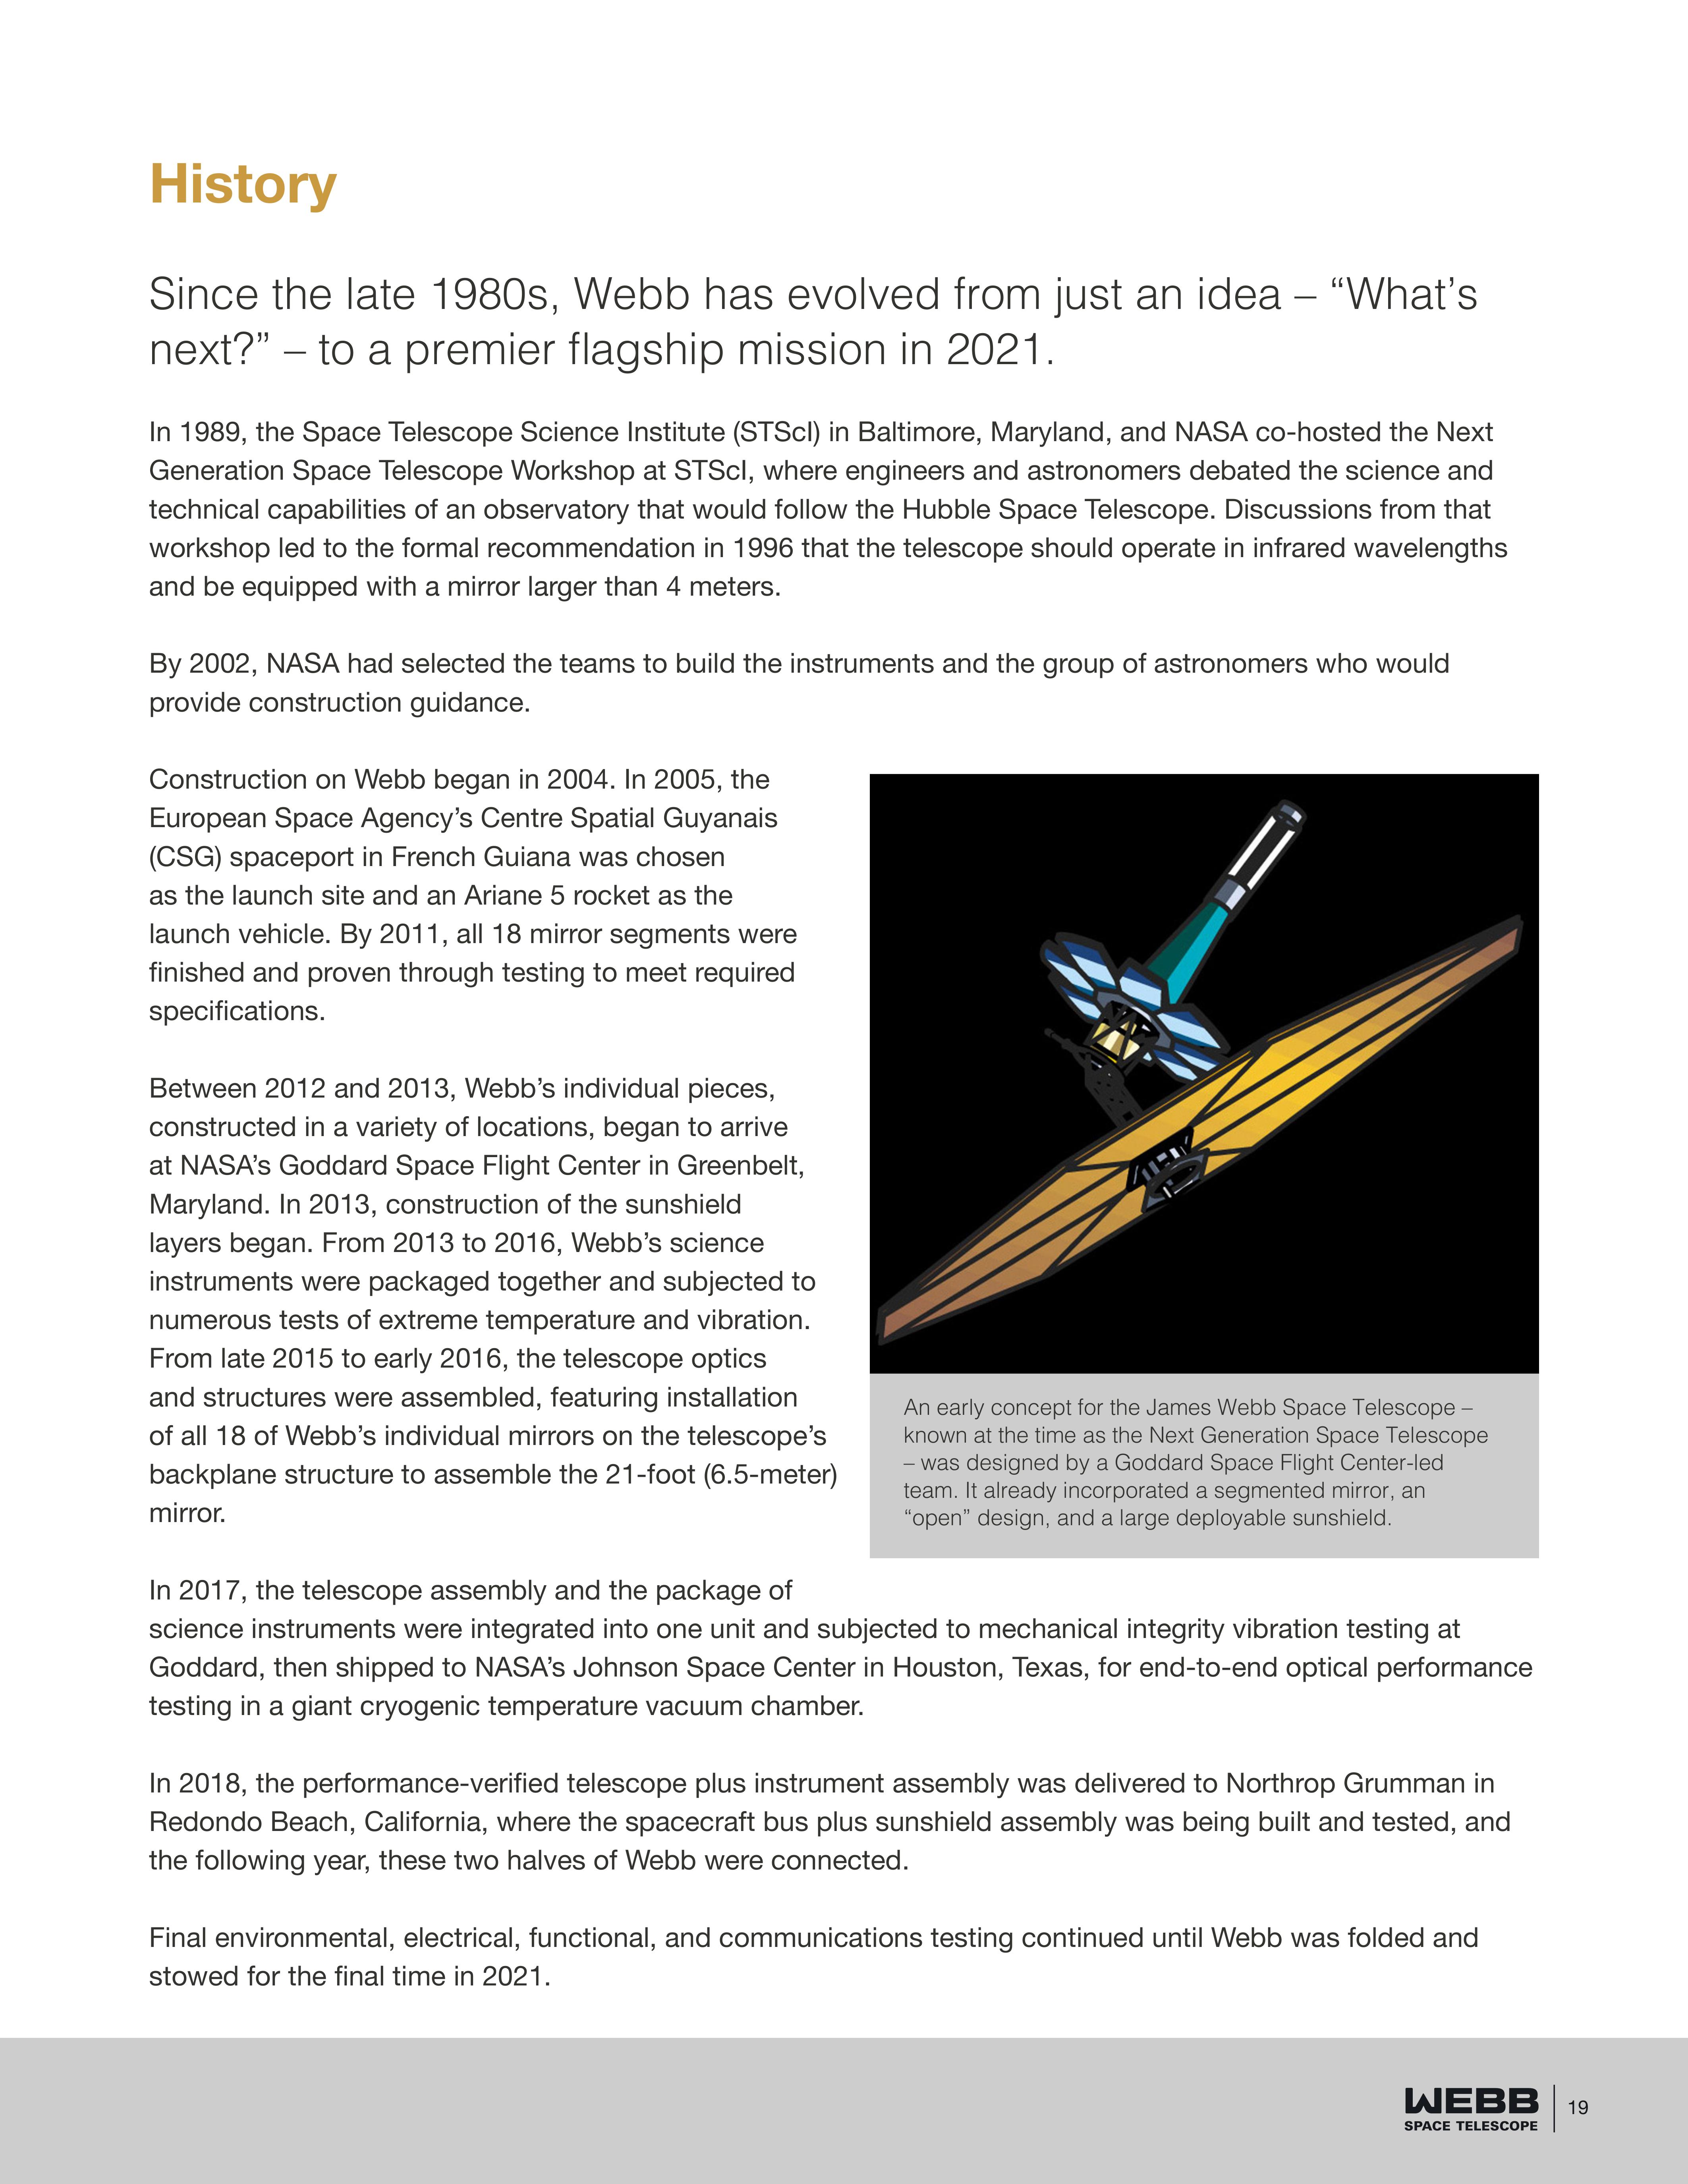 History
Since the late 1980s, Webb has evolved from just an idea – “What’s
next?” – to a premier flagship mission in 2021.
In 1989, the Space Telescope Science Institute (STScI) in Baltimore, Maryland, and NASA co-hosted the Next
Generation Space Telescope Workshop at STScI, where engineers and astronomers debated the science and
technical capabilities of an observatory that would follow the Hubble Space Telescope. Discussions from that
workshop led to the formal recommendation in 1996 that the telescope should operate in infrared wavelengths
and be equipped with a mirror larger than 4 meters.
By 2002, NASA had selected the teams to build the instruments and the group of astronomers who would
provide construction guidance.
Construction on Webb began in 2004. In 2005, the
European Space Agency’s Centre Spatial Guyanais
(CSG) spaceport in French Guiana was chosen
as the launch site and an Ariane 5 rocket as the
launch vehicle. By 2011, all 18 mirror segments were
finished and proven through testing to meet required
specifications.
Between 2012 and 2013, Webb’s individual pieces,
constructed in a variety of locations, began to arrive
at NASA’s Goddard Space Flight Center in Greenbelt,
Maryland. In 2013, construction of the sunshield
layers began. From 2013 to 2016, Webb’s science
instruments were packaged together and subjected to
numerous tests of extreme temperature and vibration.
From late 2015 to early 2016, the telescope optics
and structures were assembled, featuring installation
of all 18 of Webb’s individual mirrors on the telescope’s
backplane structure to assemble the 21-foot (6.5-meter)
mirror.
An early concept for the James Webb Space Telescope –
known at the time as the Next Generation Space Telescope
– was designed by a Goddard Space Flight Center-led
team. It already incorporated a segmented mirror, an
“open” design, and a large deployable sunshield.
In 2017, the telescope assembly and the package of
science instruments were integrated into one unit and subjected to mechanical integrity vibration testing at
Goddard, then shipped to NASA’s Johnson Space Center in Houston, Texas, for end-to-end optical performance
testing in a giant cryogenic temperature vacuum chamber.
In 2018, the performance-verified telescope plus instrument assembly was delivered to Northrop Grumman in
Redondo Beach, California, where the spacecraft bus plus sunshield assembly was being built and tested, and
the following year, these two halves of Webb were connected.
Final environmental, electrical, functional, and communications testing continued until Webb was folded and
stowed for the final time in 2021.
WEBB
SPACE TELESCOPE
19